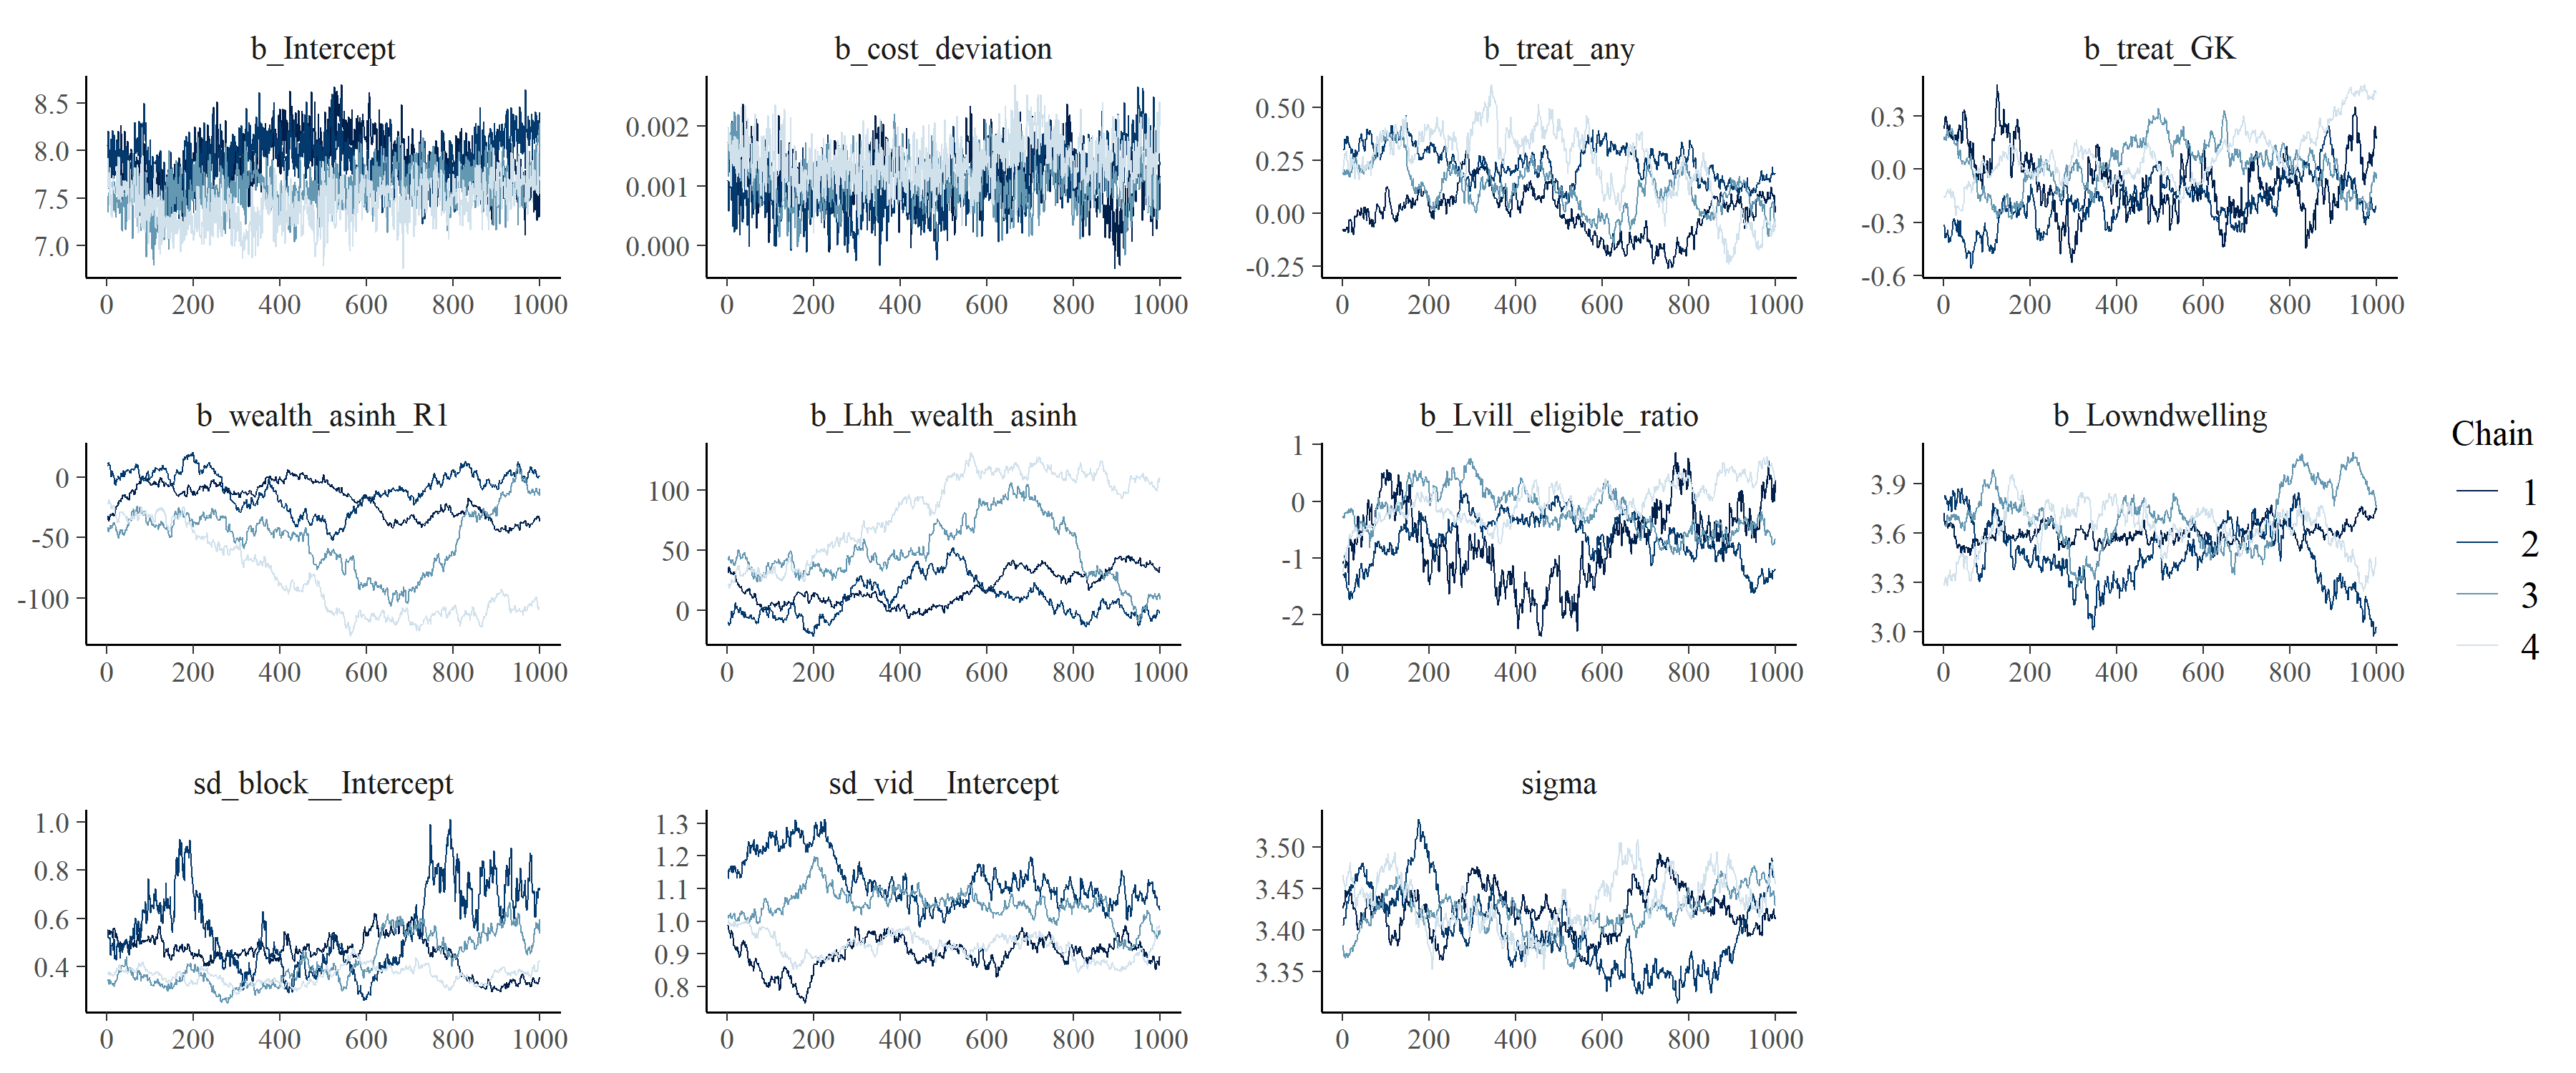 b_Intercept
8.5
8.0
7.5
7.0
0 200 400 600 800 1000
b_cost_deviation
0.002
0.001
0.000
0 200 400 600 800 1000
b_treat_any
0.50
0.25
0.00
-0.25
0 200 400 600 800 1000
b_treat_GK
0.3
0.0
-0.3
-0.6
0 200 400 600 800 1000
b_wealth_asinh_R1
0
-50
-100
0 200 400 600 800 1000
b_Lhh_wealth_asinh
100
50
0
0 200 400 600 800 1000
b_Lvill_eligible_ratio
1
0
-1
-2
0 200 400 600 800 1000
b_Lowndwelling
3.9
3.6
3.3
3.0
0 200 400 600 800 1000
Chain
1
2
3
4
sd_block__Intercept
1.0
0.8
0.6
0.4
0 200 400 600 800 1000
sd_vid__Intercept
1.3
1.2
1.1
1.0
0.9
0.8
0 200 400 600 800 1000
sigma
3.50
3.45
3.40
3.35
0 200 400 600 800 1000